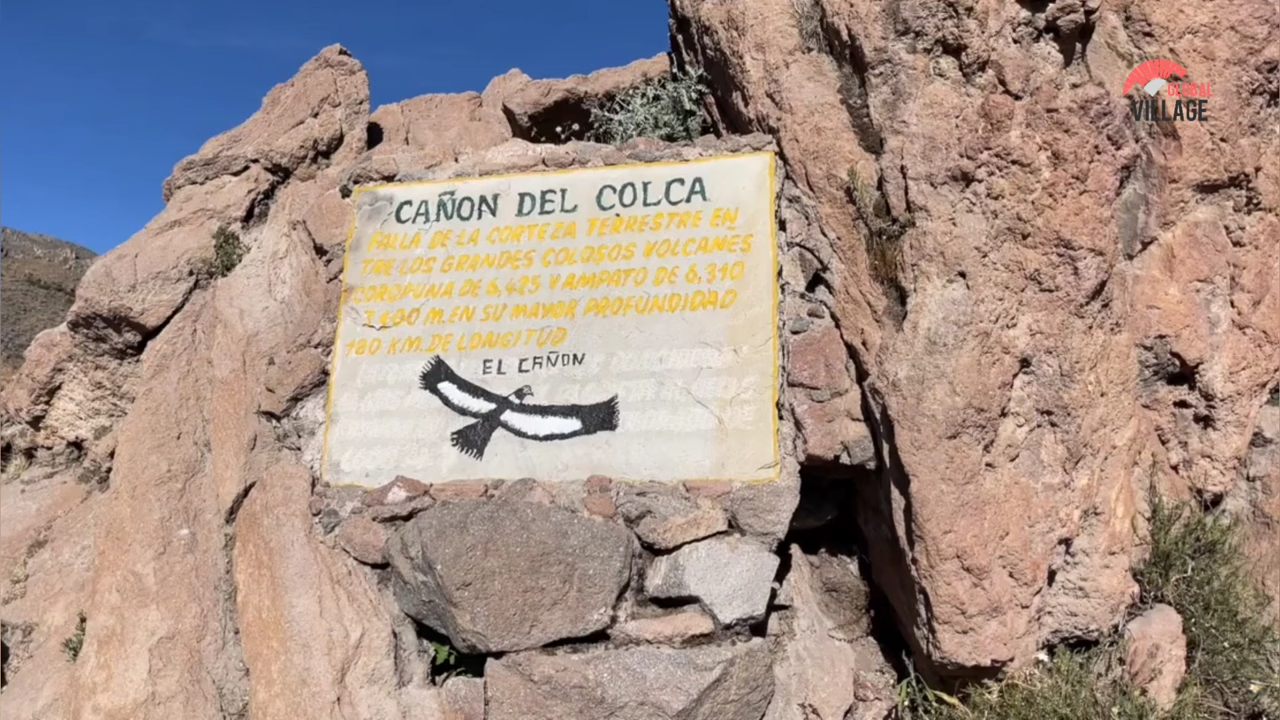 GLOBAL
VILLAGE
CAÑON DEL COLCA
FALLA DE LA CORTEZA TERRESTRE EN
TRE LOS GRANDES COLOSOS VOLCANES
COROPUNA DE 6,425 Y AMPATO DE 6,310
3,400 M. EN SU MAYOR PROFUNDIDAD
180 KM. DE LONGITUD
EL CAÑON